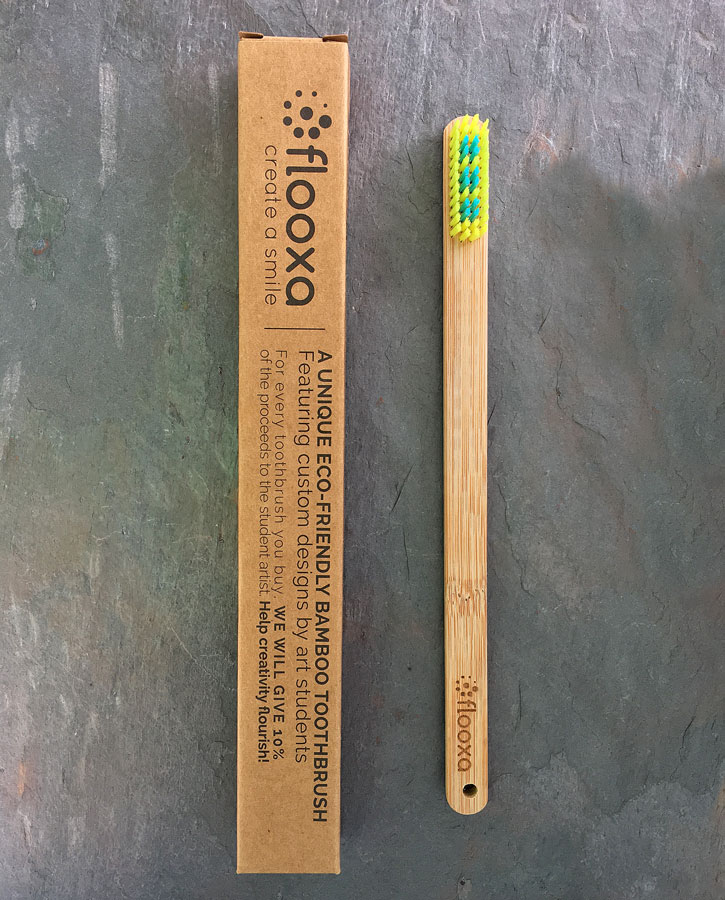 flooxa
create a smile
A UNIQUE ECO-FRIENDLY BAMBOO TOOTHBRUSH
Featuring custom designs by art students
For every toothbrush you buy, WE WILL GIVE 10%
of the proceeds to the student artist. Help creativity flourish!
flooxa